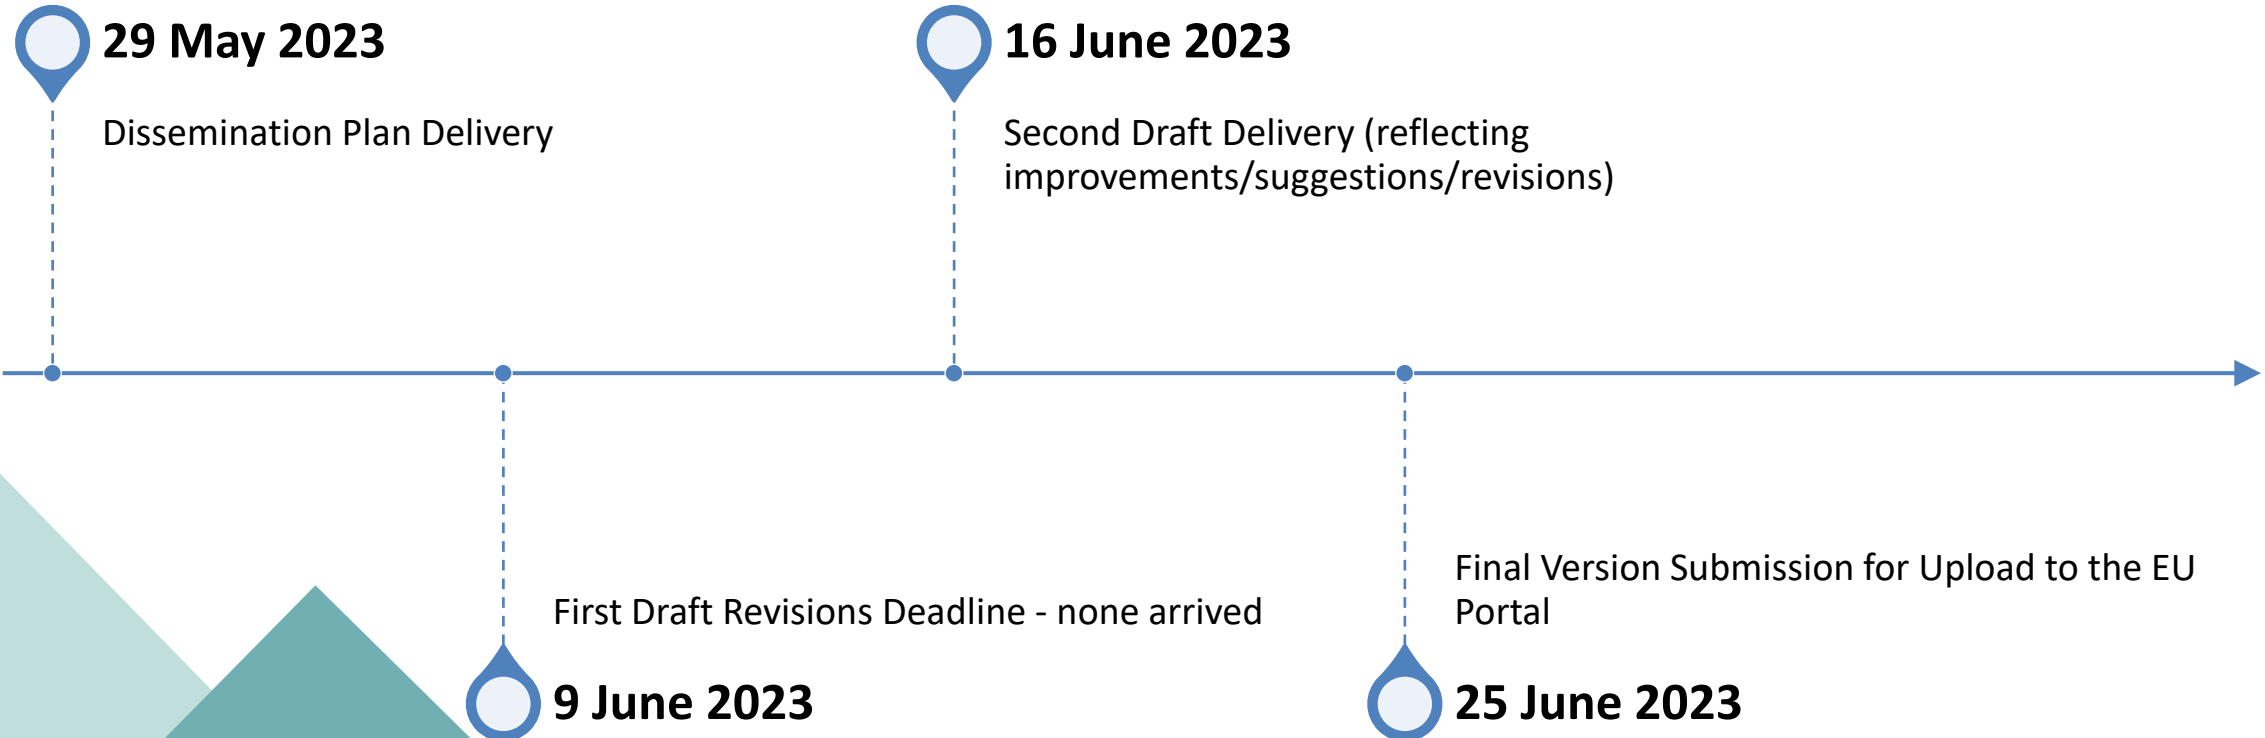 29 May 2023
Dissemination Plan Delivery
First Draft Revisions Deadline - none arrived
9 June 2023
16 June 2023
Second Draft Delivery (reflecting
improvements/suggestions/revisions)
Final Version Submission for Upload to the EU
Portal
25 June 2023